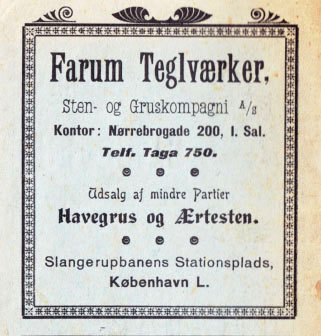 Farum Teglværker,
Sten- og Gruskompagni A/S
Kontor: Nørrebrogade 200, I. Sal.
Telf. Taga 750.
Udsalg af mindre Partier
Havegrus og Ærtesten.
Slangerupbanens Stationsplads,
København L.